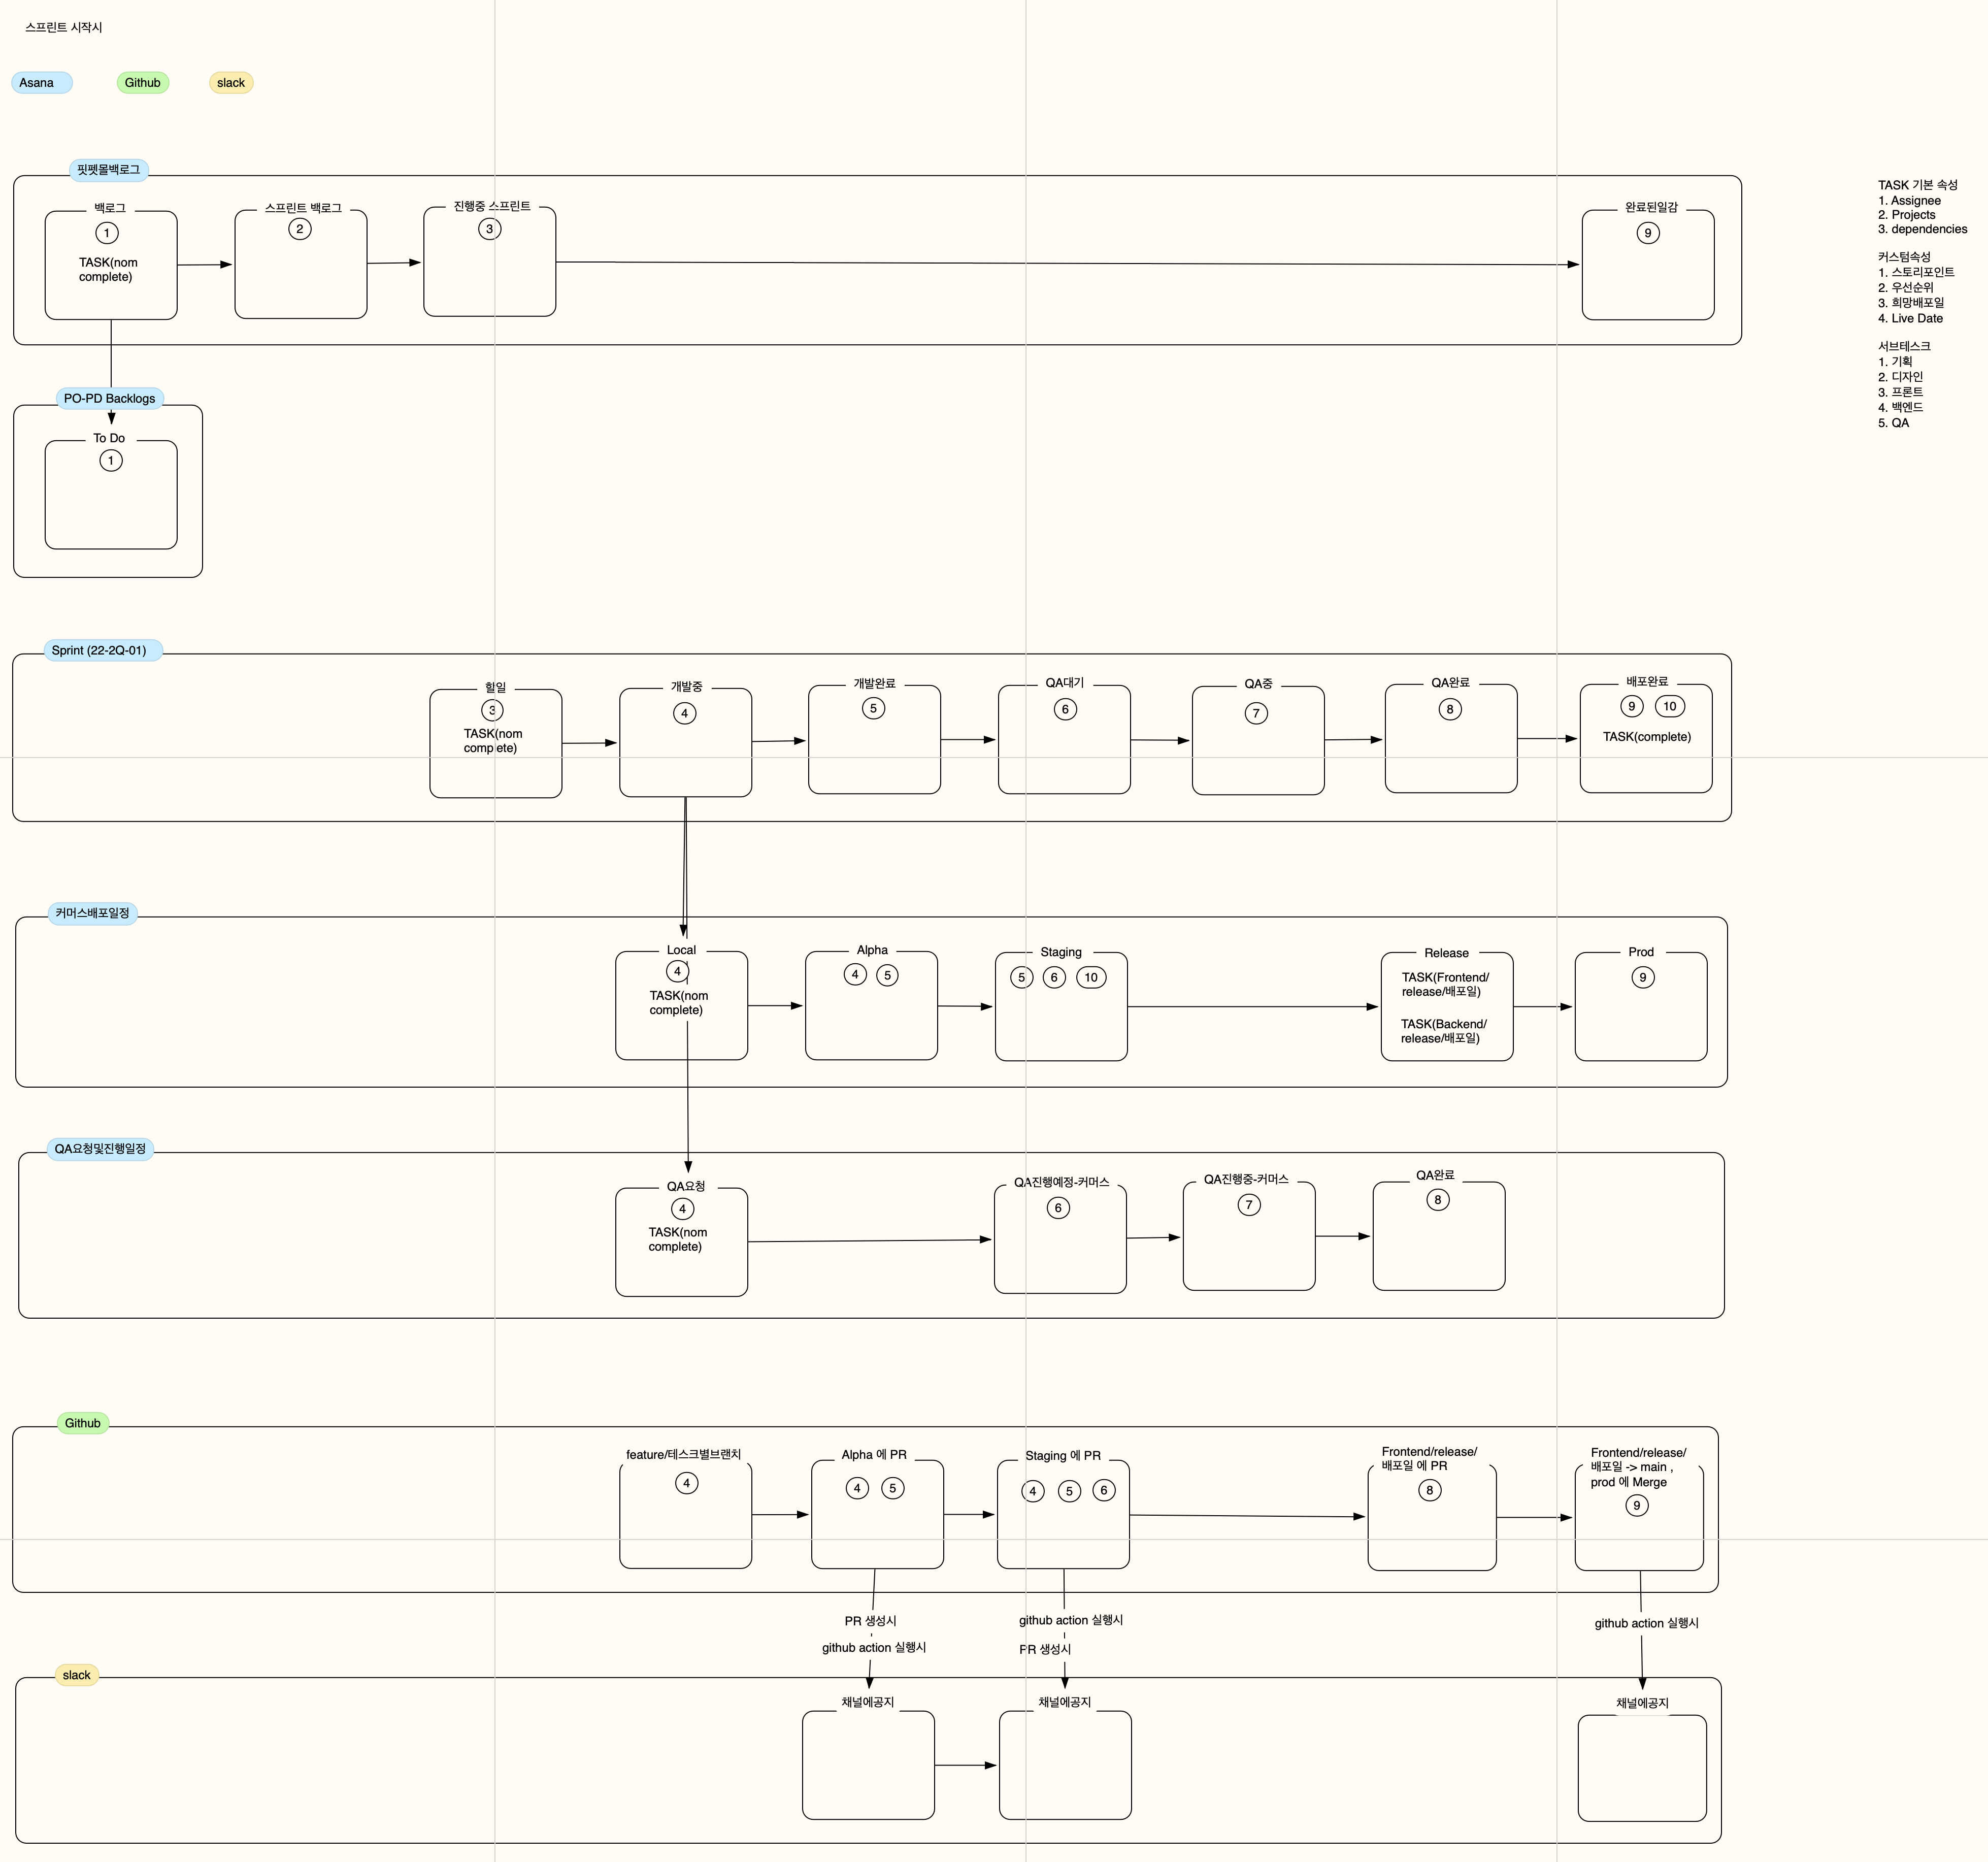 스프린트 시작시
Asana
Github
slack
핏펫몰백로그
백로그
1
TASK(nom
complete)
스프린트 백로그
2
진행중 스프린트
3
완료된일감
9
TASK 기본 속성
1. Assignee
2. Projects
3. dependencies
커스텀속성
1. 스토리포인트
2. 우선순위
3. 희망배포일
4. Live Date
서브테스크
1. 기획
2. 디자인
3. 프론트
4. 백엔드
5. QA
PO-PD Backlogs
To Do
1
Sprint (22-2Q-01)
할일
3
TASK(nom
complete)
개발중
4
개발완료
5
QA대기
6
QA중
7
QA완료
8
배포완료
9 10
TASK(complete)
커머스배포일정
Local
4
TASK(nom
complete)
Alpha
4 5
Staging
5 6 10
Release
TASK(Frontend/
release/배포일)
TASK(Backend/
release/배포일)
Prod
9
QA요청및진행일정
QA요청
4
TASK(nom
complete)
QA진행예정-커머스
6
QA진행중-커머스
7
QA완료
8
Github
feature/테스크별브랜치
4
Alpha 에 PR
4 5
Staging 에 PR
4 5 6
Frontend/release/
배포일 에 PR
8
Frontend/release/
배포일 -> main ,
prod 에 Merge
9
PR 생성시
github action 실행시
github action 실행시
PR 생성시
github action 실행시
slack
채널에공지
채널에공지
채널에공지